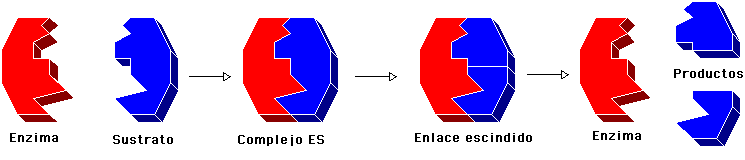 Enzima
Sustrato
Complejo ES
Enlace escindido
Enzima
Productos